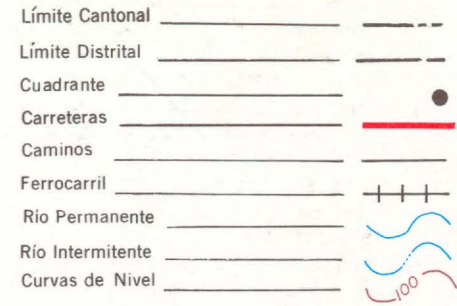 Límite Cantonal
Límite Distrital
Cuadrante
Carreteras
Caminos
Ferrocarril
Río Permanente
Río Intermitente
Curvas de Nivel 100